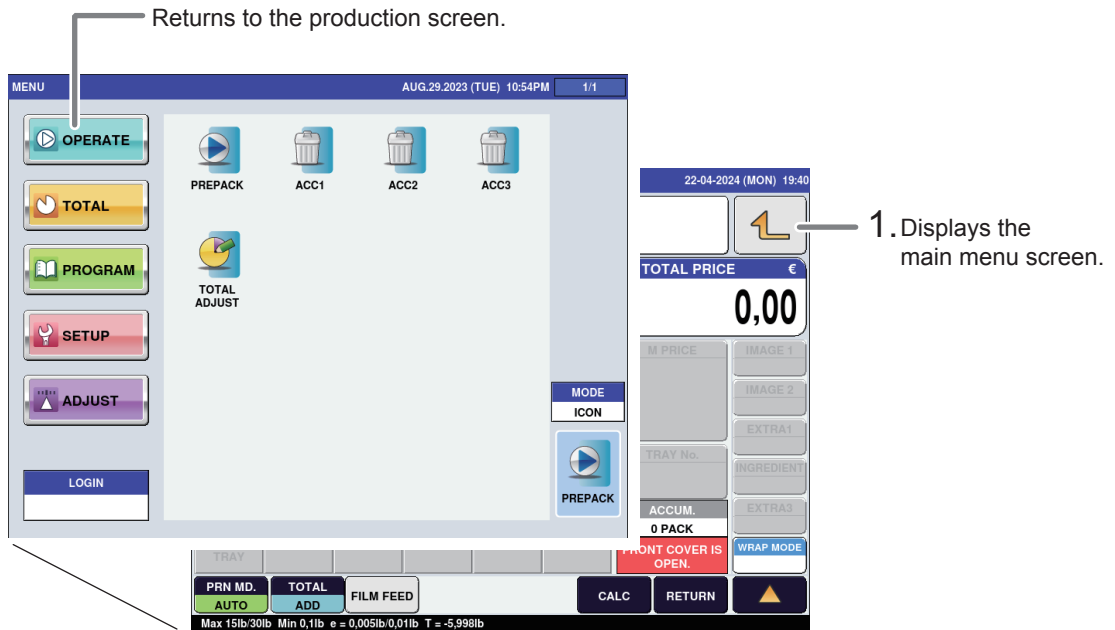 Returns to the production screen.
MENU
AUG.29.2023 (TUE) 10:54PM
1/1
OPERATE
TOTAL
PROGRAM
SETUP
ADJUST
LOGIN
PREPACK
ACC1
ACC2
ACC3
TOTAL
ADJUST
MODE
ICON
PREPACK
22-04-2024 (MON) 19:40
1. Displays the
main menu screen.
TOTAL PRICE €
0,00
M PRICE
IMAGE 1
IMAGE 2
EXTRA1
TRAY No.
INGREDIENT
ACCUM.
0 PACK
EXTRA3
TRAY
FRONT COVER IS
OPEN.
WRAP MODE
PRN MD.
AUTO
TOTAL
ADD
FILM FEED
CALC
RETURN
Max 15lb/30lb Min 0,1lb e = 0,005lb/0,01lb T = -5,998lb